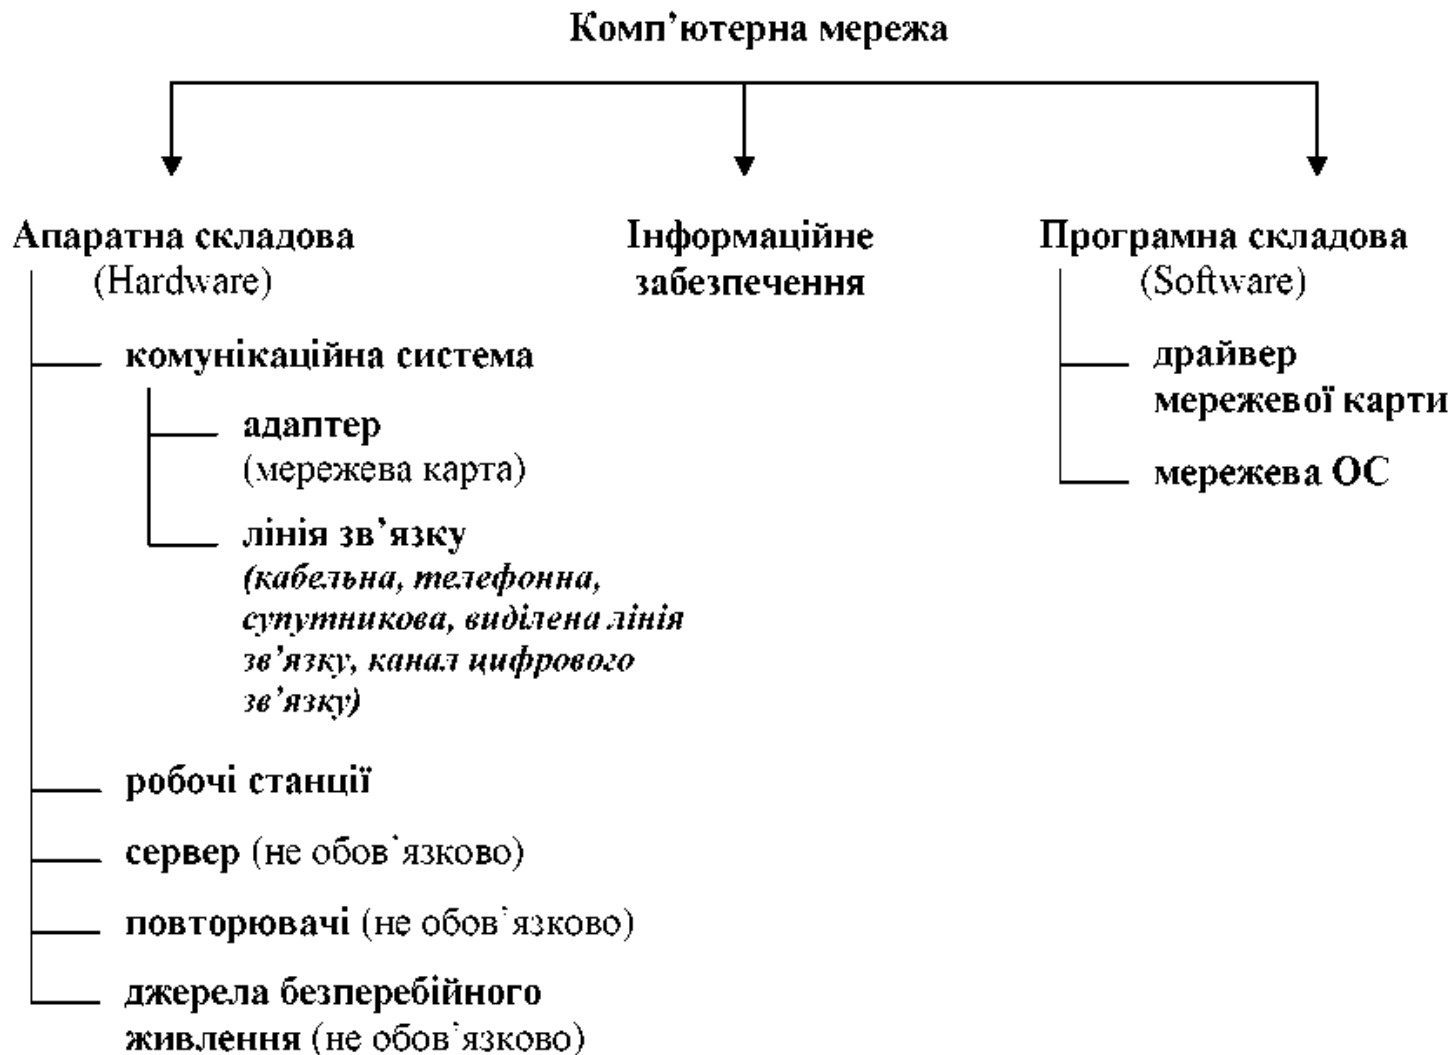 Комп’ютерна мережа
Апаратна складова
(Hardware)
комунікаційна система
адаптер
(мережева карта)
лінія зв’язку
(кабельна, телефонна,
супутникова, виділена лінія
зв’язку, канал цифрового
зв’язку)
робочі станції
сервер (не обов’язково)
повторювачі (не обов’язково)
джерела безперебійного
живлення (не обов’язково)
Інформаційне
забезпечення
Програмна складова
(Software)
драйвер
мережевої карти
мережева ОС